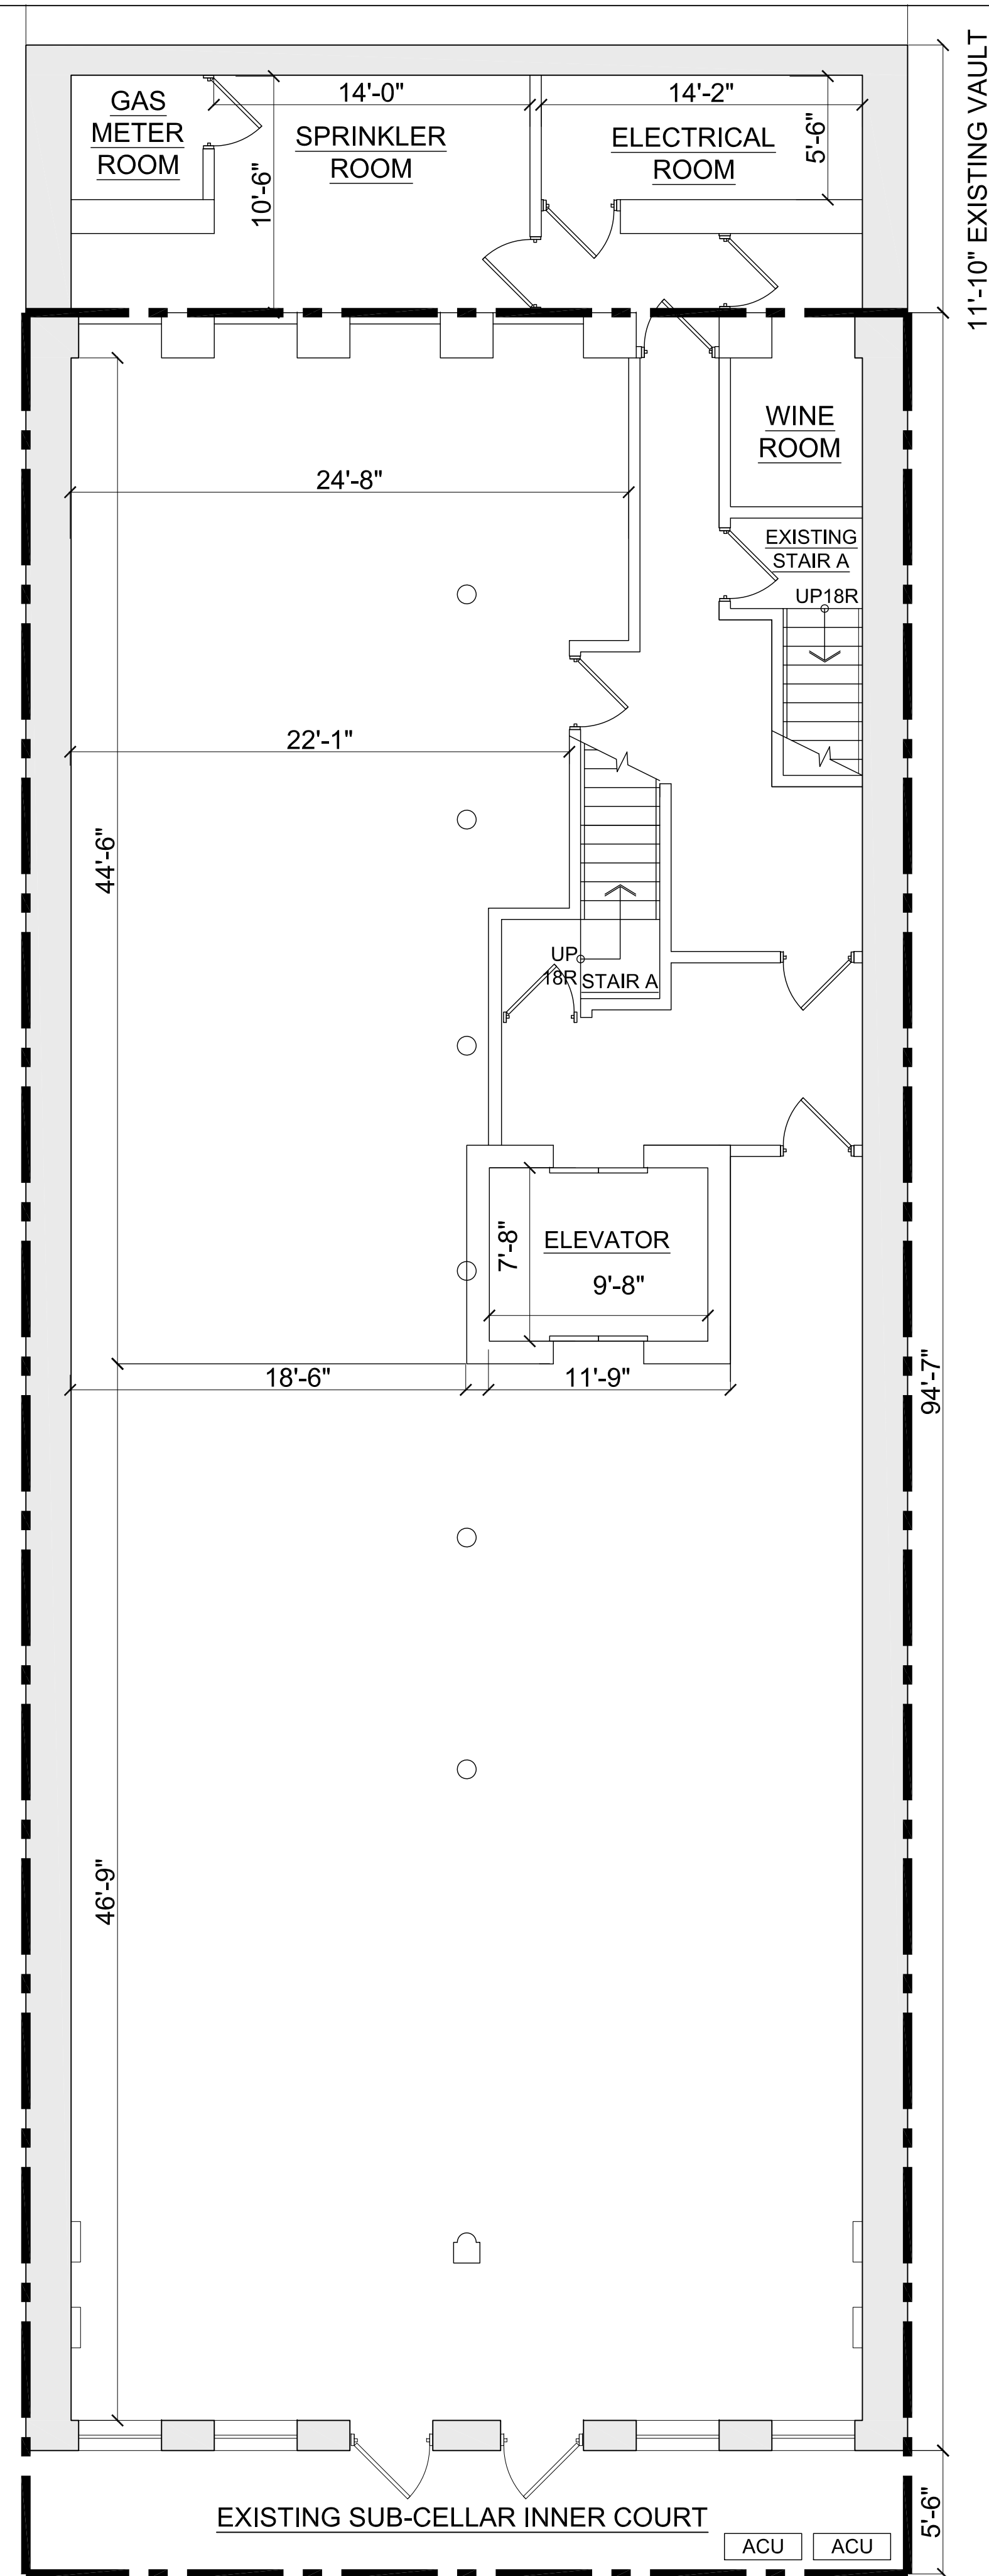 11'-10" EXISTING VAULT
14'-0"
14'-2"
GAS
METER
ROOM
SPRINKLER
ROOM
ELECTRICAL
ROOM
5'-6"
10'-6"
WINE
ROOM
24'-8"
EXISTING
STAIR A
UP18R
22'-1"
44'-6"
UP
18R
STAIR A
7'-8"
ELEVATOR
9'-8"
18'-6"
11'-9"
94'-7"
46'-9"
EXISTING SUB-CELLAR INNER COURT
5'-6"
ACU
ACU